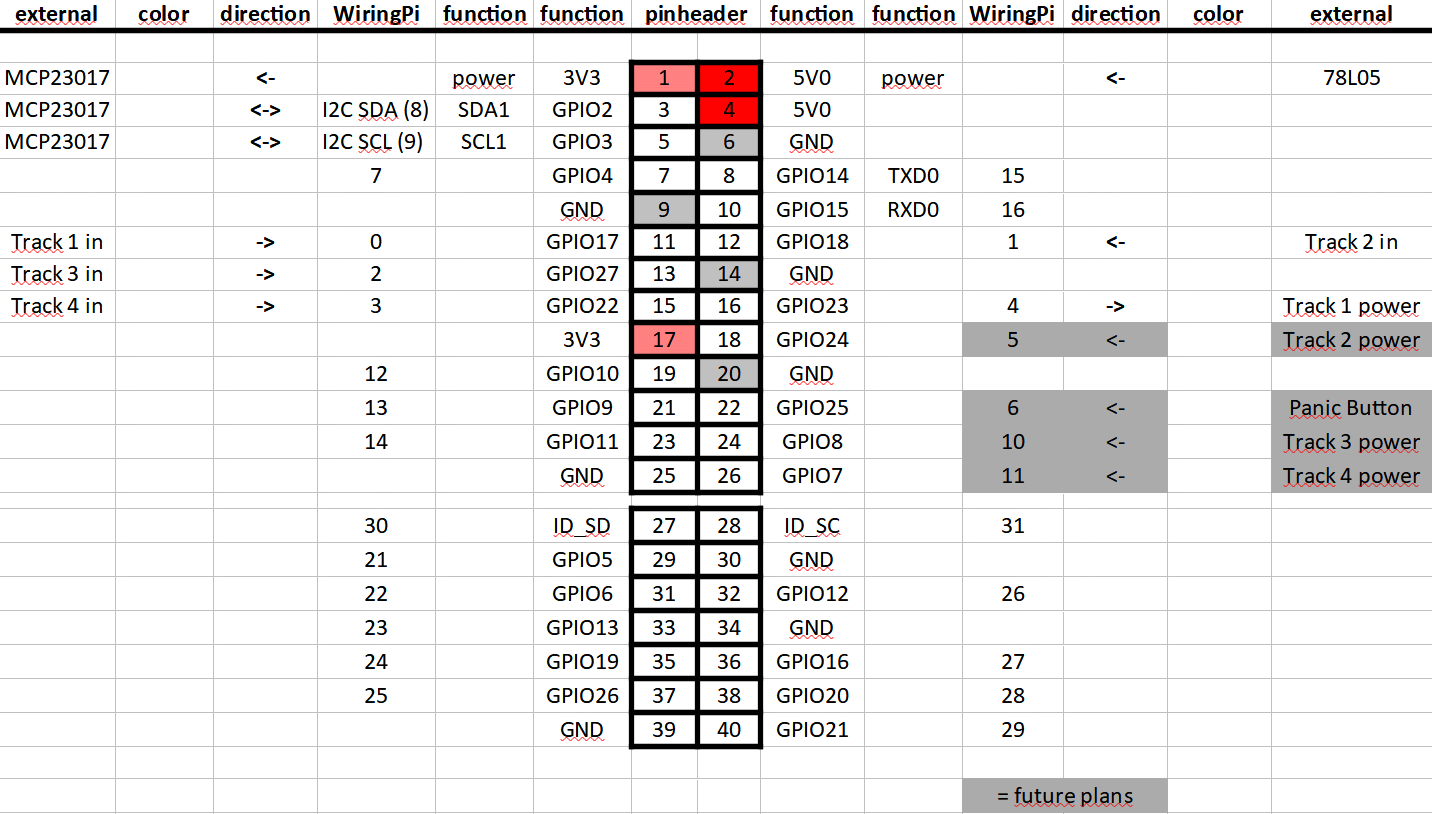 external color direction WiringPi function function pinheader function function WiringPi direction color external
MCP23017 <- power 3V3 1 2 5V0 power <- 78L05
MCP23017 <-> I2C SDA (8) SDA1 GPIO2 3 4 5V0
MCP23017 <-> I2C SCL (9) SCL1 GPIO3 5 6 GND
7 GPIO4 7 8 GPIO14 TXD0 15
GND 9 10 GPIO15 RXD0 16
Track 1 in -> 0 GPIO17 11 12 GPIO18 1 <- Track 2 in
Track 3 in -> 2 GPIO27 13 14 GND
Track 4 in -> 3 GPIO22 15 16 GPIO23 4 -> Track 1 power
3V3 17 18 GPIO24 5 <- Track 2 power
12 GPIO10 19 20 GND
13 GPIO9 21 22 GPIO25 6 <- Panic Button
14 GPIO11 23 24 GPIO8 10 <- Track 3 power
GND 25 26 GPIO7 11 <- Track 4 power
30 ID_SD 27 28 ID_SC 31
21 GPIO5 29 30 GND
22 GPIO6 31 32 GPIO12 26
23 GPIO13 33 34 GND
24 GPIO19 35 36 GPIO16 27
25 GPIO26 37 38 GPIO20 28
GND 39 40 GPIO21 29
= future plans